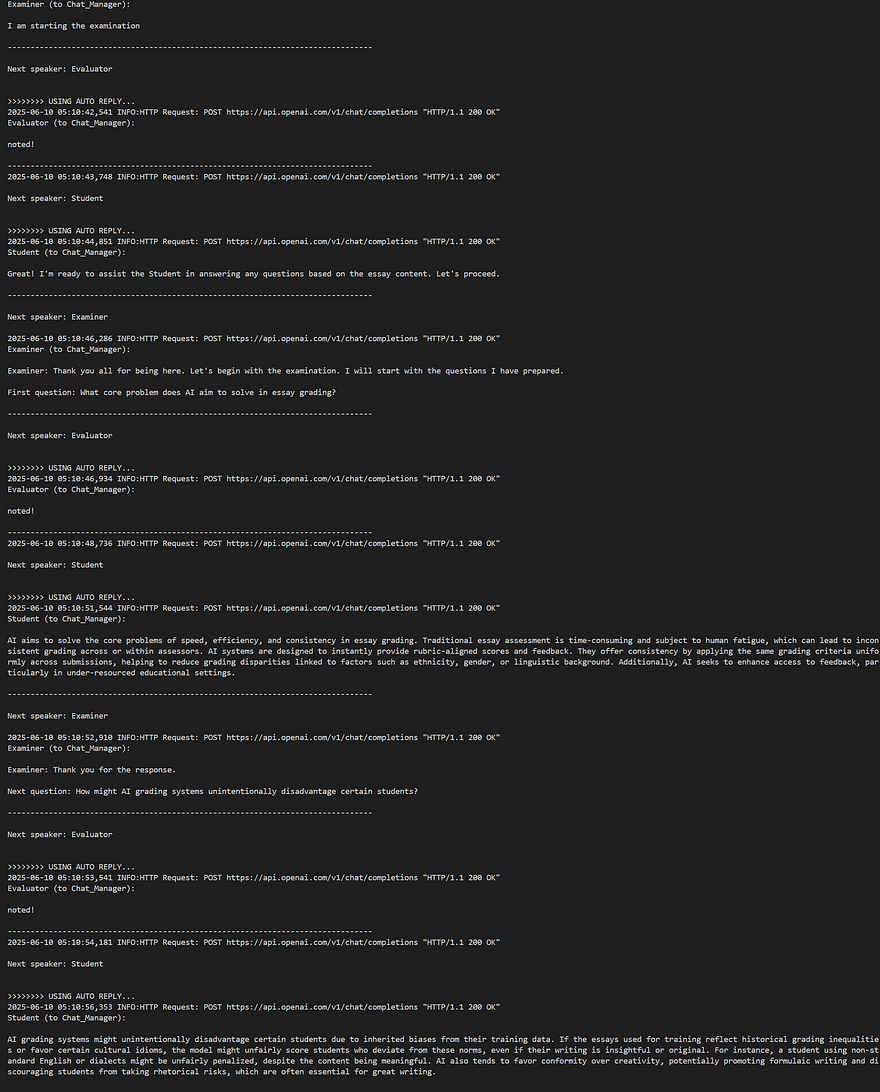 Examiner (to Chat_Manager):
I am starting the examination
--------------------------------------------------------------------------------
Next speaker: Evaluator
>>>>>>>> USING AUTO REPLY...
2025-06-10 05:10:42,541 INFO:HTTP Request: POST https://api.openai.com/v1/chat/completions "HTTP/1.1 200 OK"
Evaluator (to Chat_Manager):
noted!
--------------------------------------------------------------------------------
2025-06-10 05:10:43,748 INFO:HTTP Request: POST https://api.openai.com/v1/chat/completions "HTTP/1.1 200 OK"
Next speaker: Student
>>>>>>>> USING AUTO REPLY...
2025-06-10 05:10:44,851 INFO:HTTP Request: POST https://api.openai.com/v1/chat/completions "HTTP/1.1 200 OK"
Student (to Chat_Manager):
Great! I'm ready to assist the Student in answering any questions based on the essay content. Let's proceed.
--------------------------------------------------------------------------------
Next speaker: Examiner
2025-06-10 05:10:46,286 INFO:HTTP Request: POST https://api.openai.com/v1/chat/completions "HTTP/1.1 200 OK"
Examiner (to Chat_Manager):
Examiner: Thank you all for being here. Let's begin with the examination. I will start with the questions I have prepared.
First question: What core problem does AI aim to solve in essay grading?
--------------------------------------------------------------------------------
Next speaker: Evaluator
>>>>>>>> USING AUTO REPLY...
2025-06-10 05:10:46,934 INFO:HTTP Request: POST https://api.openai.com/v1/chat/completions "HTTP/1.1 200 OK"
Evaluator (to Chat_Manager):
noted!
--------------------------------------------------------------------------------
2025-06-10 05:10:48,736 INFO:HTTP Request: POST https://api.openai.com/v1/chat/completions "HTTP/1.1 200 OK"
Next speaker: Student
>>>>>>>> USING AUTO REPLY...
2025-06-10 05:10:51,544 INFO:HTTP Request: POST https://api.openai.com/v1/chat/completions "HTTP/1.1 200 OK"
Student (to Chat_Manager):
AI aims to solve the core problems of speed, efficiency, and consistency in essay grading. Traditional essay assessment is time-consuming and subject to human fatigue, which can lead to incon
sistent grading across or within assessors. AI systems are designed to instantly provide rubric-aligned scores and feedback. They offer consistency by applying the same grading criteria unifo
rmly across submissions, helping to reduce grading disparities linked to factors such as ethnicity, gender, or linguistic background. Additionally, AI seeks to enhance access to feedback, par
ticularly in under-resourced educational settings.
--------------------------------------------------------------------------------
Next speaker: Examiner
2025-06-10 05:10:52,910 INFO:HTTP Request: POST https://api.openai.com/v1/chat/completions "HTTP/1.1 200 OK"
Examiner (to Chat_Manager):
Examiner: Thank you for the response.
Next question: How might AI grading systems unintentionally disadvantage certain students?
--------------------------------------------------------------------------------
Next speaker: Evaluator
>>>>>>>> USING AUTO REPLY...
2025-06-10 05:10:53,541 INFO:HTTP Request: POST https://api.openai.com/v1/chat/completions "HTTP/1.1 200 OK"
Evaluator (to Chat_Manager):
noted!
--------------------------------------------------------------------------------
2025-06-10 05:10:54,181 INFO:HTTP Request: POST https://api.openai.com/v1/chat/completions "HTTP/1.1 200 OK"
Next speaker: Student
>>>>>>>> USING AUTO REPLY...
2025-06-10 05:10:56,353 INFO:HTTP Request: POST https://api.openai.com/v1/chat/completions "HTTP/1.1 200 OK"
Student (to Chat_Manager):
AI grading systems might unintentionally disadvantage certain students due to inherited biases from their training data. If the essays used for training reflect historical grading inequalitie
s or favor certain cultural idioms, the model might unfairly score students who deviate from these norms, even if their writing is insightful or original. For instance, a student using non-st
andard English or dialects might be unfairly penalized, despite the content being meaningful. AI also tends to favor conformity over creativity, potentially promoting formulaic writing and di
scouraging students from taking rhetorical risks, which are often essential for great writing.